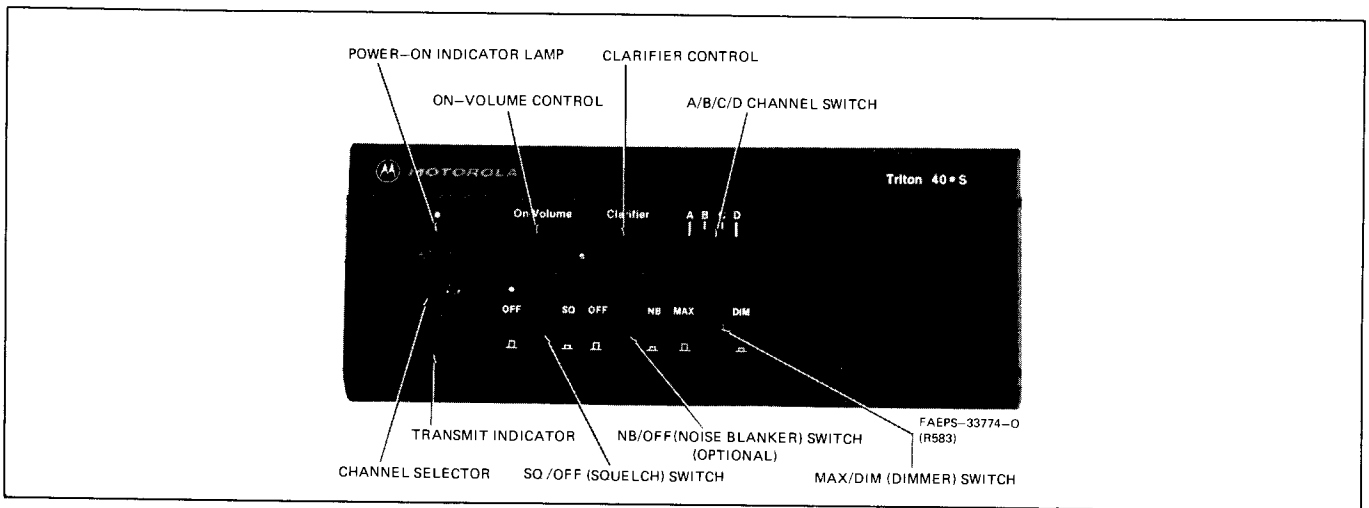 POWER–ON INDICATOR LAMP CLARIFIER CONTROL
ON–VOLUME CONTROL A/B/C/D CHANNEL SWITCH
MOTOROLA Triton 40•S
On Volume Clarifier A B C D
OFF SQ OFF NB MAX DIM
FAEPS–33774–O
(R583)
TRANSMIT INDICATOR NB/OFF(NOISE BLANKER) SWITCH
(OPTIONAL)
CHANNEL SELECTOR SQ/OFF (SQUELCH) SWITCH MAX/DIM (DIMMER) SWITCH